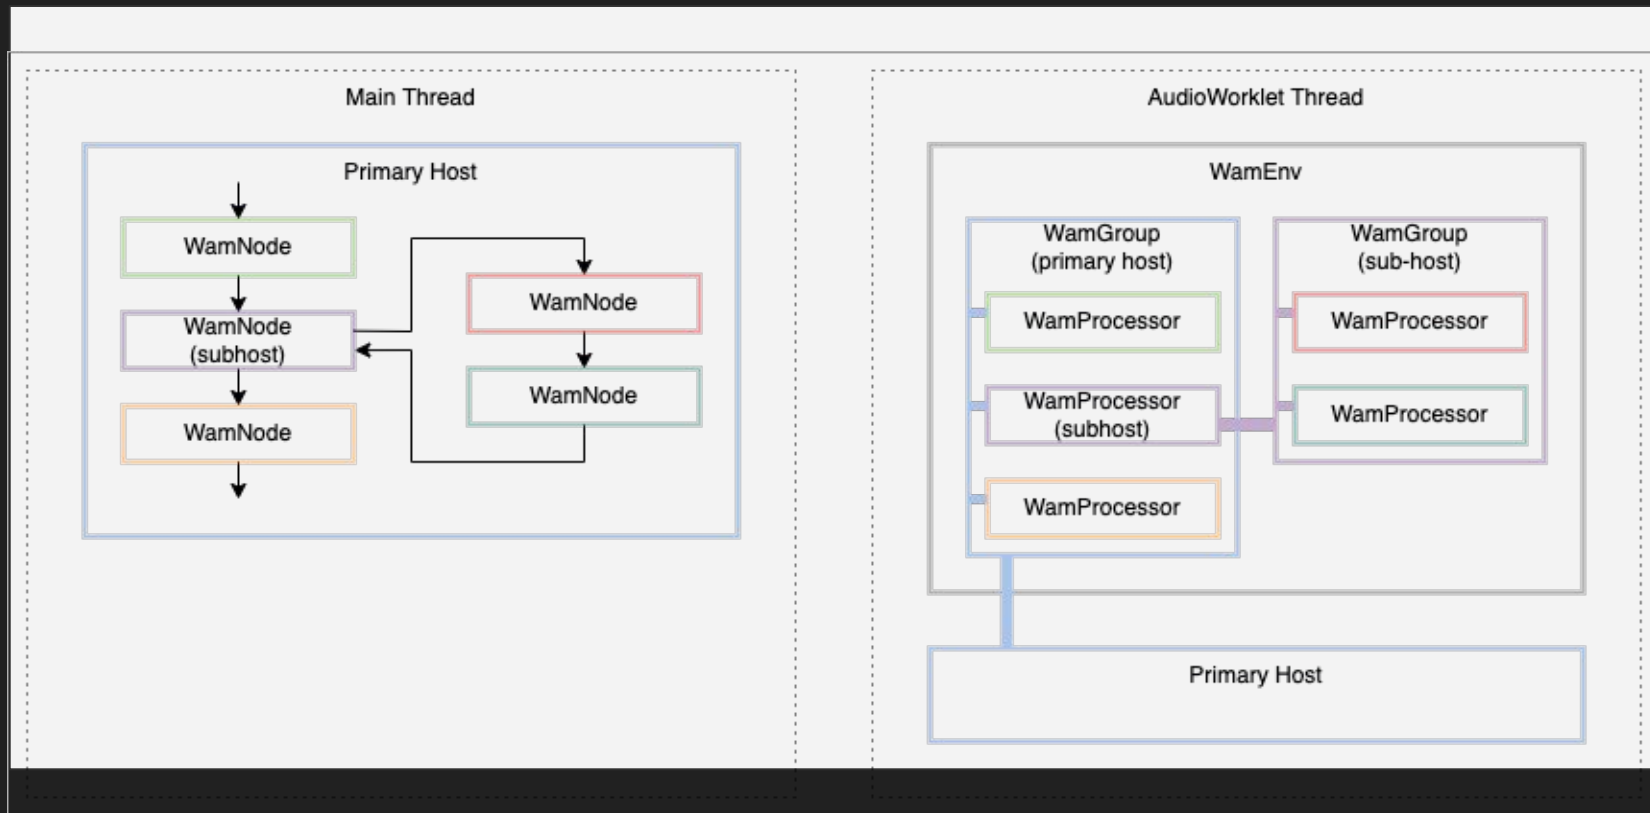 Main Thread
Primary Host
WamNode
WamNode
(subhost)
WamNode
WamNode
WamNode
AudioWorklet Thread
WamEnv
WamGroup
(primary host)
WamProcessor
WamProcessor
(subhost)
WamProcessor
WamGroup
(sub-host)
WamProcessor
WamProcessor
Primary Host